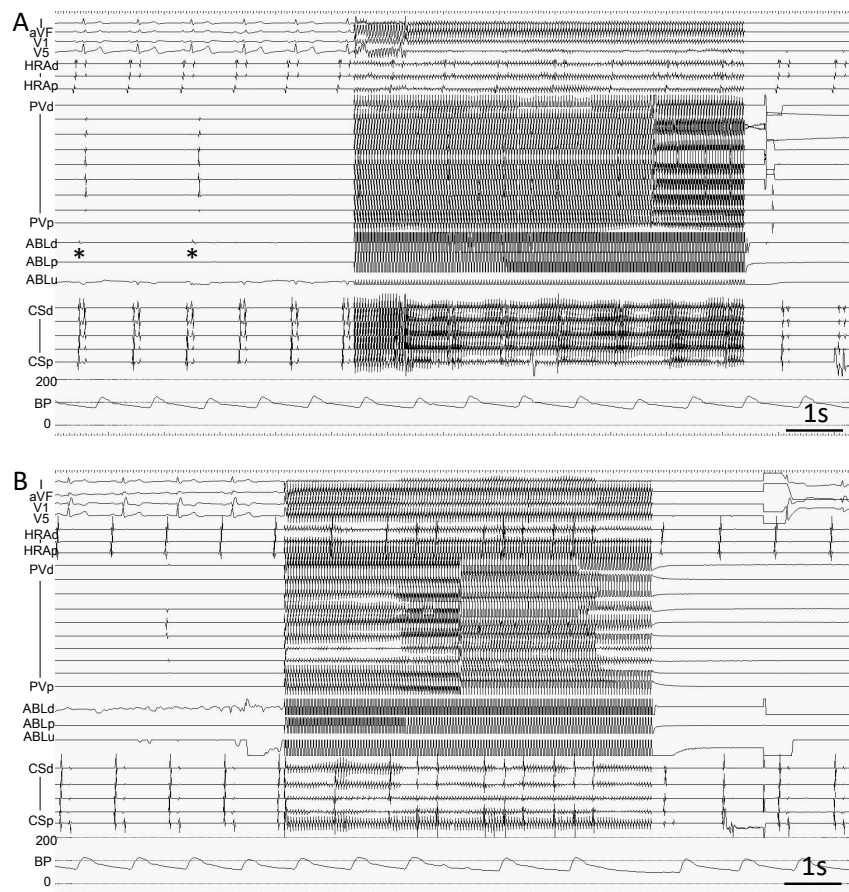 A
I
aVF
V1
V5
HRAd
HRAp
PVd
PVp
ABLd
* *
ABLp
ABLu
CSd
CSp
200
BP
0
1s
B
I
aVF
V1
V5
HRAd
HRAp
PVd
PVp
ABLd
ABLp
ABLu
CSd
CSp
200
BP
0
1s